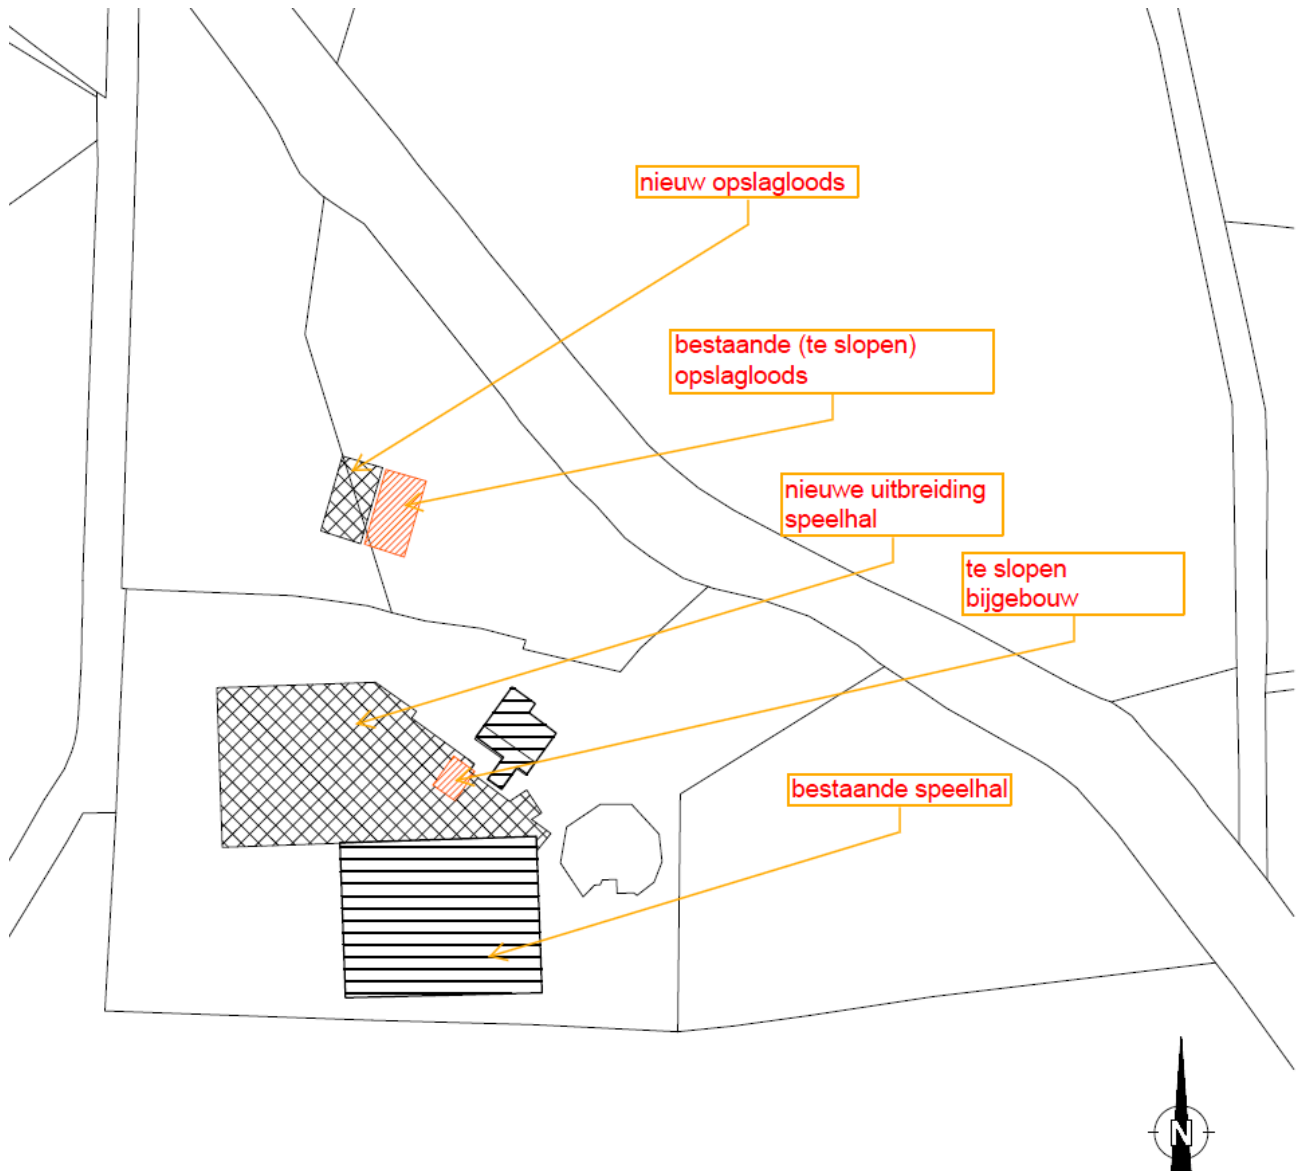 nieuw opslagloods
bestaande (te slopen)
opslagloods
nieuwe uitbreiding
speelhal
te slopen
bijgebouw
bestaande speelhal
N